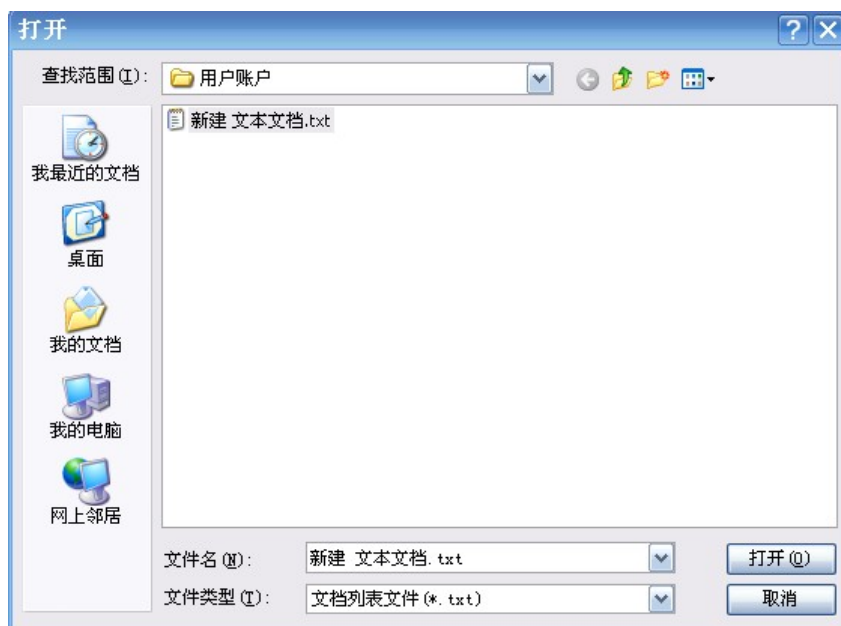 打开
查找范围(I):
用户账户
新建 文本文档.txt
我最近的文档
桌面
我的文档
我的电脑
网上邻居
文件名(N):
新建 文本文档.txt
打开(O)
文件类型(T):
文档列表文件(*.txt)
取消